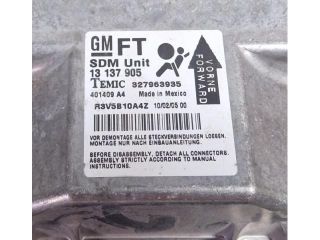 GM FT
SDM Unit
13 137 905
TEMIC 327963935
401409 A4 Made in Mexico
R3V5B10A4Z 10/02/05 00
VORNE
FORWARD
VOR DEMONTAGE ALLE STECKVERBINDUNGEN LOESEN.
MONTAGE NUR NACH EINBAUANLEITUNG.
BEFORE DISASSEMBLY, DETACH ALL CONNECTORS.
ASSEMBLY STRICTLY ACCORDING TO MANUAL
INSTRUCTIONS.